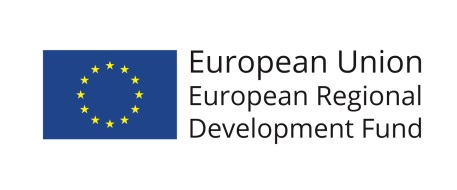 European Union
European Regional
Development Fund